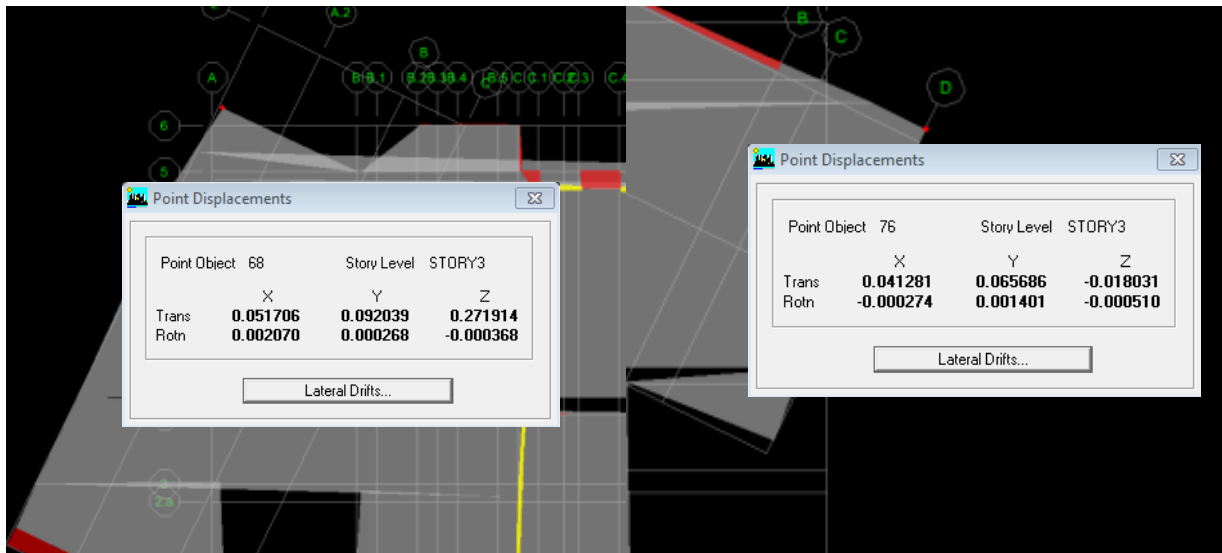 A.2
B
A
B
B.1
B.2
B.3
B.4
B.5
C
C.1
C.2
C.3
C.4
C
6
5
3
2.a
Point Displacements
Point Object 68 Story Level STORY3
X Y Z
Trans 0.051706 0.092039 0.271914
Rotn 0.002070 0.000268 -0.000368
Lateral Drifts...
B
C
D
Point Displacements
Point Object 76 Story Level STORY3
X Y Z
Trans 0.041281 0.065686 -0.018031
Rotn -0.000274 0.001401 -0.000510
Lateral Drifts...